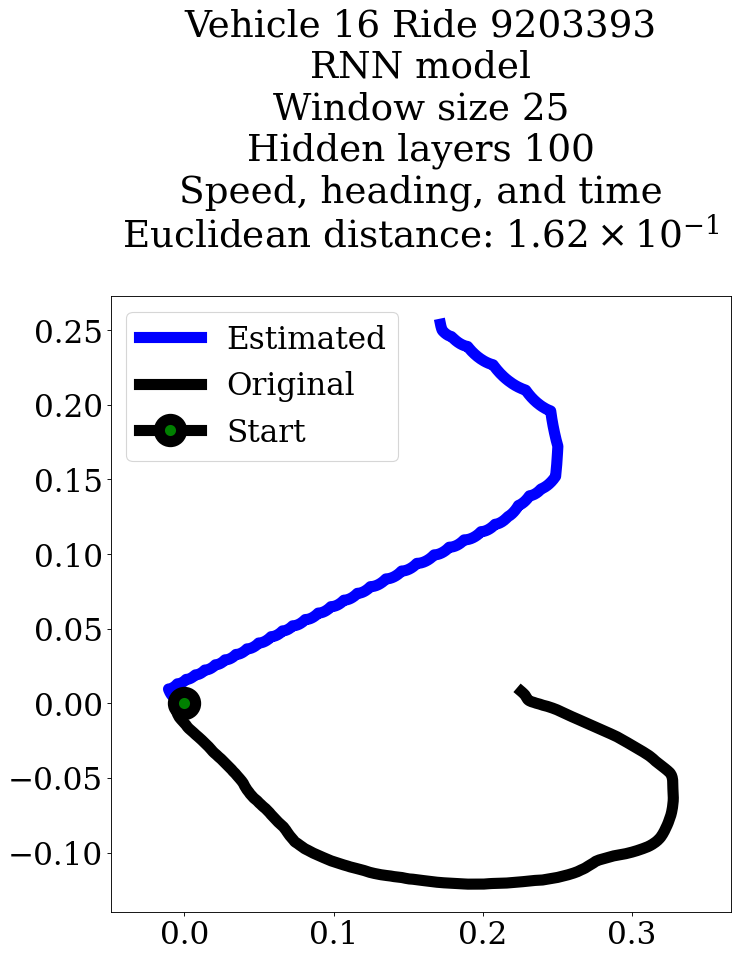 Vehicle 16 Ride 9203393
RNN model
Window size 25
Hidden layers 100
Speed, heading, and time
Euclidean distance: 1.62 × 10⁻¹
Estimated
Original
Start
0.25
0.20
0.15
0.10
0.05
0.00
−0.05
−0.10
0.0 0.1 0.2 0.3